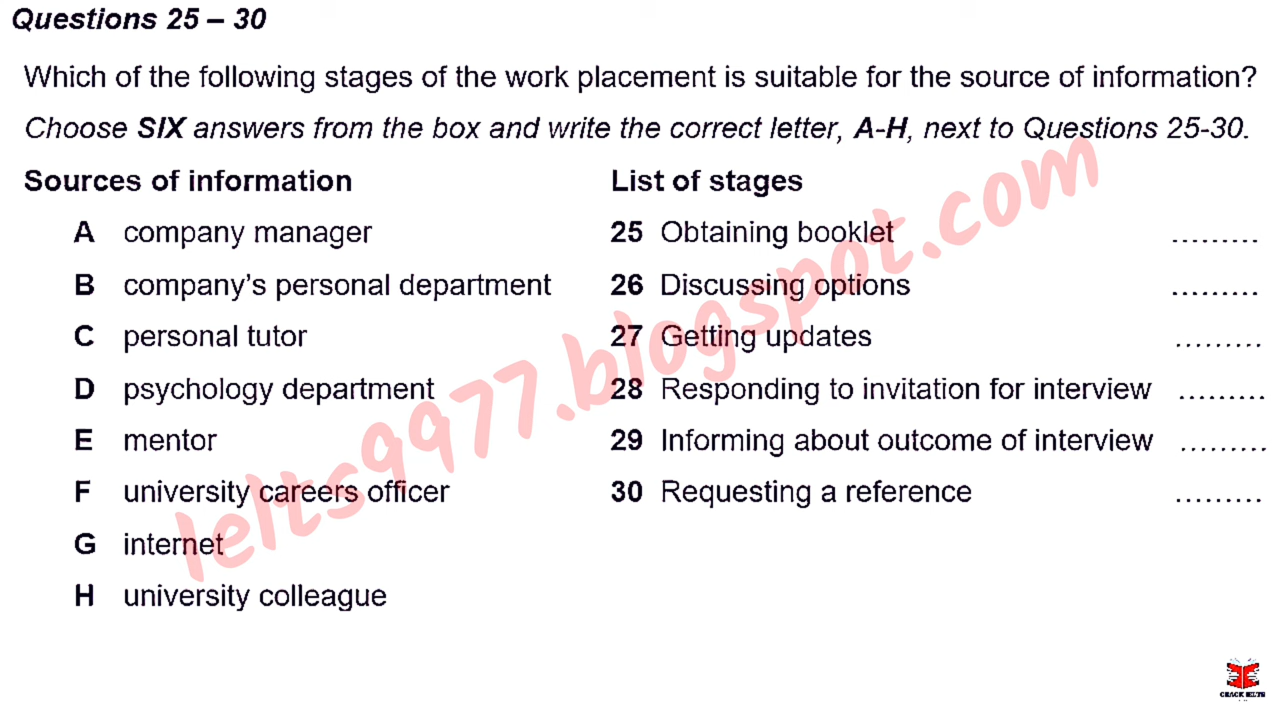 Questions 25 – 30
Which of the following stages of the work placement is suitable for the source of information?
Choose SIX answers from the box and write the correct letter, A-H, next to Questions 25-30.
Sources of information
A company manager
B company's personal department
C personal tutor
D psychology department
E mentor
F university careers officer
G internet
H university colleague
List of stages
25 Obtaining booklet .........
26 Discussing options .........
27 Getting updates .........
28 Responding to invitation for interview .........
29 Informing about outcome of interview .........
30 Requesting a reference .........
Ielts9977.blogspot.com
CRACK IELTS